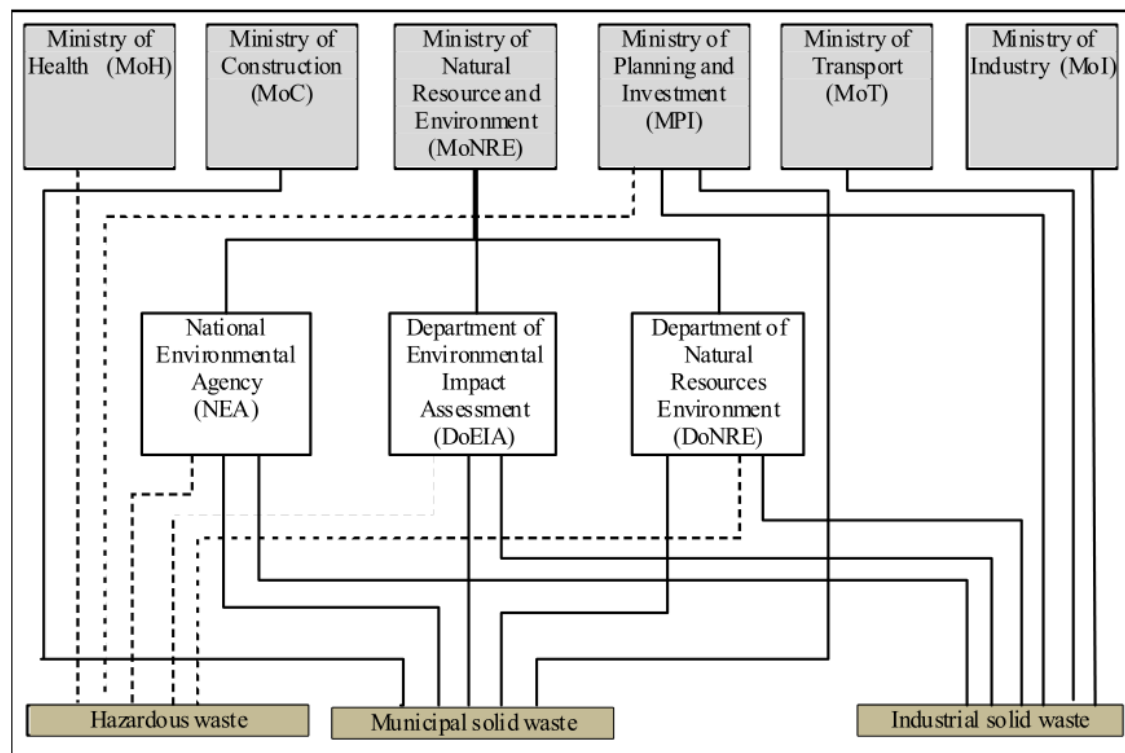 Ministry of
Health (MoH)
Ministry of
Construction
(MoC)
Ministry of
Natural
Resource and
Environment
(MoNRE)
Ministry of
Planning and
Investment
(MPI)
Ministry of
Transport
(MoT)
Ministry of
Industry (MoI)
National
Environmental
Agency
(NEA)
Department of
Environmental
Impact
Assessment
(DoEIA)
Department of
Natural
Resources
Environment
(DoNRE)
Hazardous waste
Municipal solid waste
Industrial solid waste